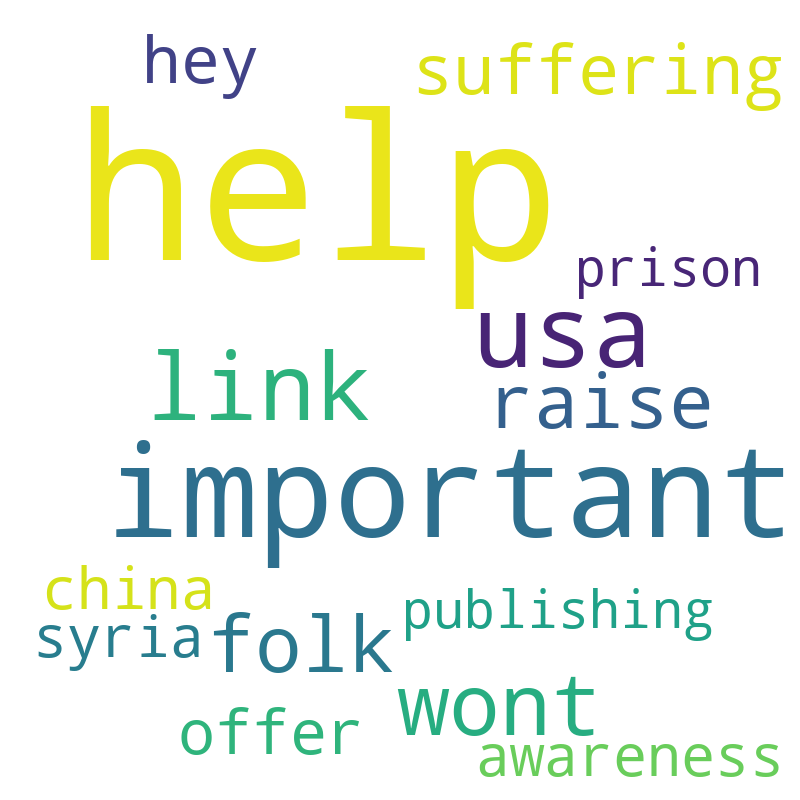 hey
suffering
help
prison
usa
link
raise
important
china
publishing
syria
folk
wont
offer
awareness